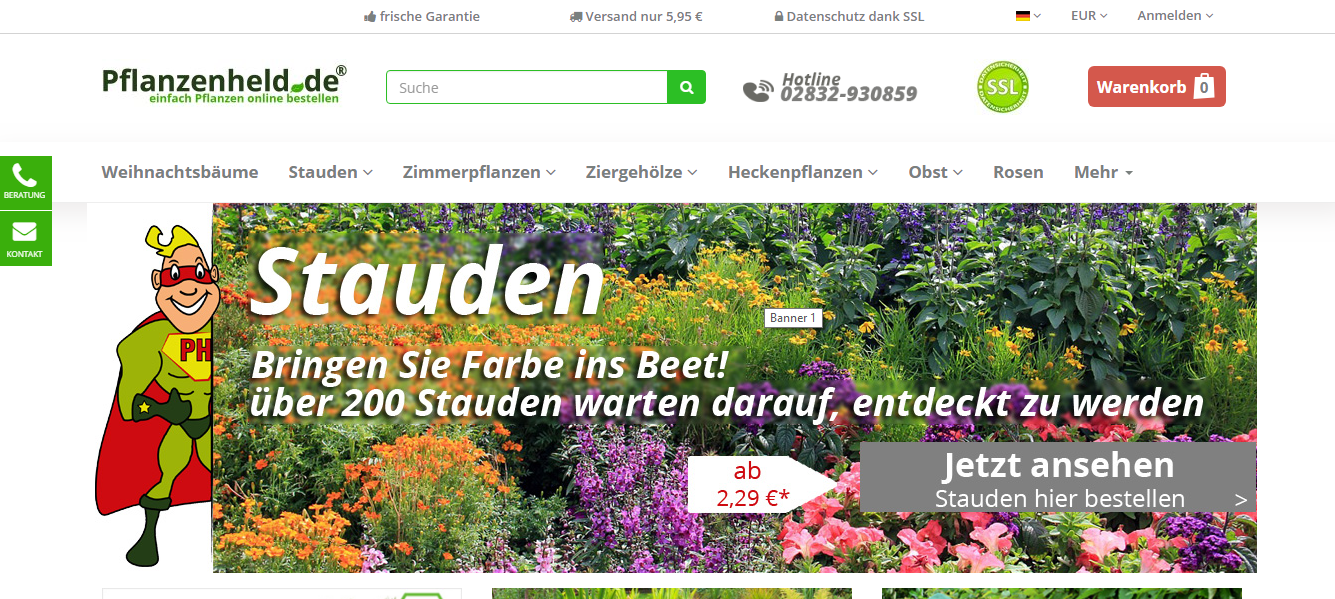 frische Garantie
Versand nur 5,95 €
Datenschutz dank SSL
EUR
Anmelden
Pflanzenheld.de®
einfach Pflanzen online bestellen
Suche
Hotline
02832-930859
DATENSICHERHEIT
SSL
DATENSICHERHEIT
Warenkorb 0
Weihnachtsbäume
Stauden
Zimmerpflanzen
Ziergehölze
Heckenpflanzen
Obst
Rosen
Mehr
BERATUNG
KONTAKT
PH
Stauden
Banner 1
Bringen Sie Farbe ins Beet!
über 200 Stauden warten darauf, entdeckt zu werden
ab
2,29 €*
Jetzt ansehen
Stauden hier bestellen >